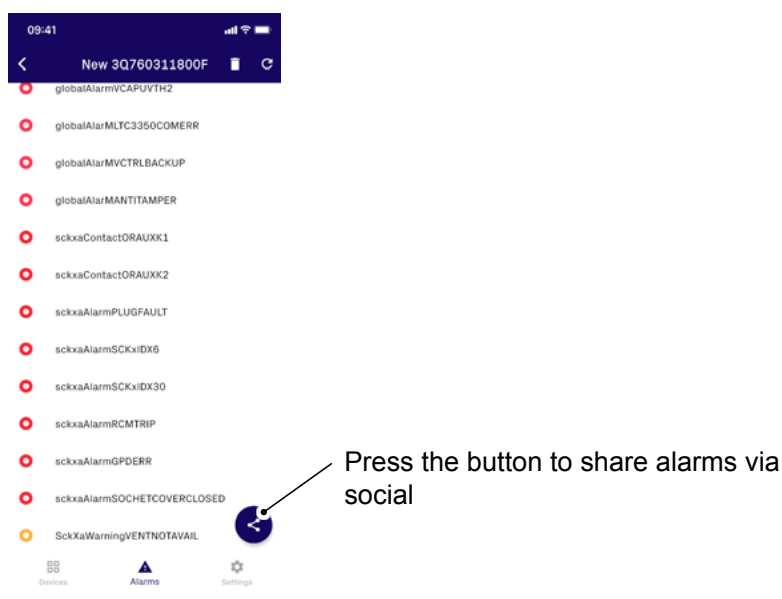 09:41
New 3Q760311800F
globalAlarmVCAPUVTH2
globalAlarMLTC3350COMERR
globalAlarMVCTRLBACKUP
globalAlarMANTITAMPER
sckxaContactORAUXK1
sckxaContactORAUXK2
sckxaAlarmPLUGFAULT
sckxaAlarmSCKxIDX6
sckxaAlarmSCKxIDX30
sckxaAlarmRCMTRIP
sckxaAlarmGPDERR
sckxaAlarmSOCHETCOVERCLOSED
SckXaWarningVENTNOTAVAIL
Press the button to share alarms via
social
Devices Alarms Settings